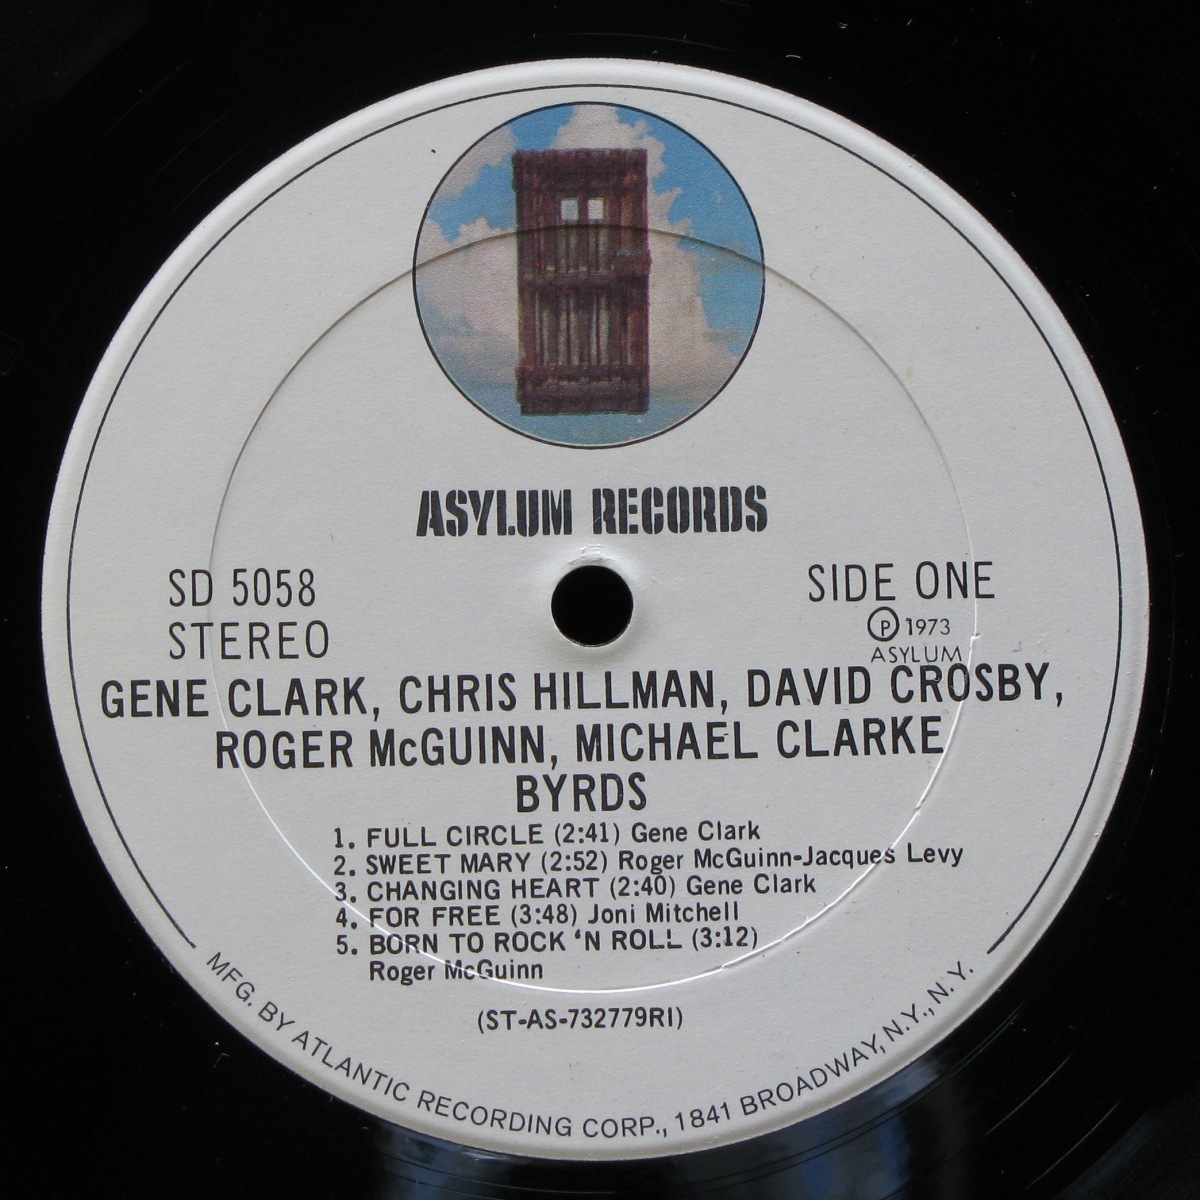 ASYLUM RECORDS
SD 5058
STEREO
SIDE ONE
Ⓟ 1973
ASYLUM
GENE CLARK, CHRIS HILLMAN, DAVID CROSBY,
ROGER McGUINN, MICHAEL CLARKE
BYRDS
1. FULL CIRCLE (2:41) Gene Clark
2. SWEET MARY (2:52) Roger McGuinn-Jacques Levy
3. CHANGING HEART (2:40) Gene Clark
4. FOR FREE (3:48) Joni Mitchell
5. BORN TO ROCK 'N ROLL (3:12)
Roger McGuinn
(ST-AS-732779RI)
MFG. BY ATLANTIC RECORDING CORP., 1841 BROADWAY, N.Y., N.Y.